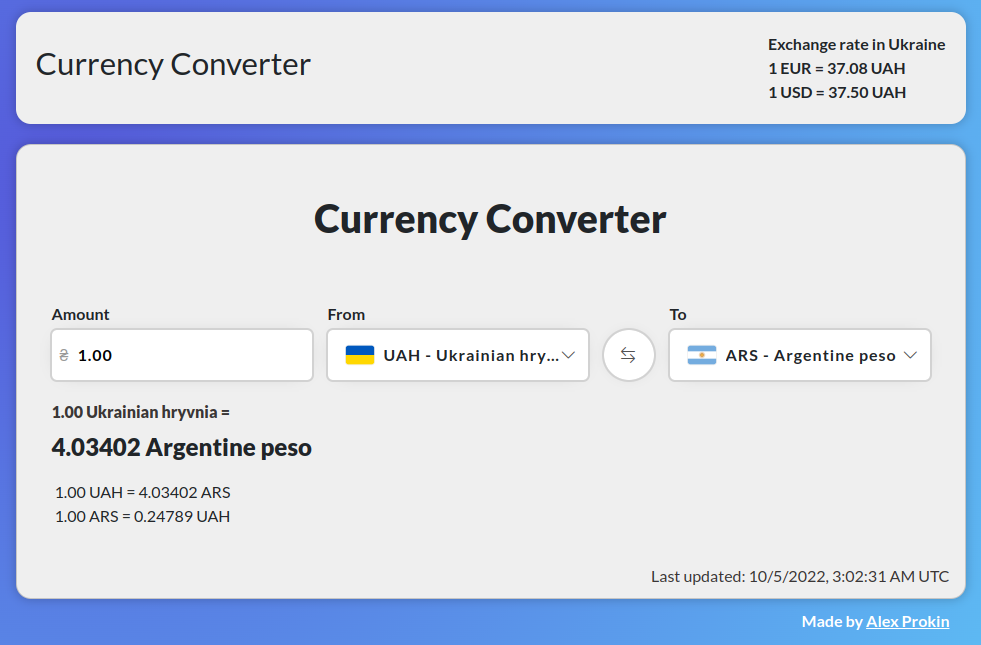 Currency Converter
Exchange rate in Ukraine
1 EUR = 37.08 UAH
1 USD = 37.50 UAH
Currency Converter
Amount
From
To
₴ 1.00
UAH - Ukrainian hry...
ARS - Argentine peso
1.00 Ukrainian hryvnia =
4.03402 Argentine peso
1.00 UAH = 4.03402 ARS
1.00 ARS = 0.24789 UAH
Last updated: 10/5/2022, 3:02:31 AM UTC
Made by Alex Prokin